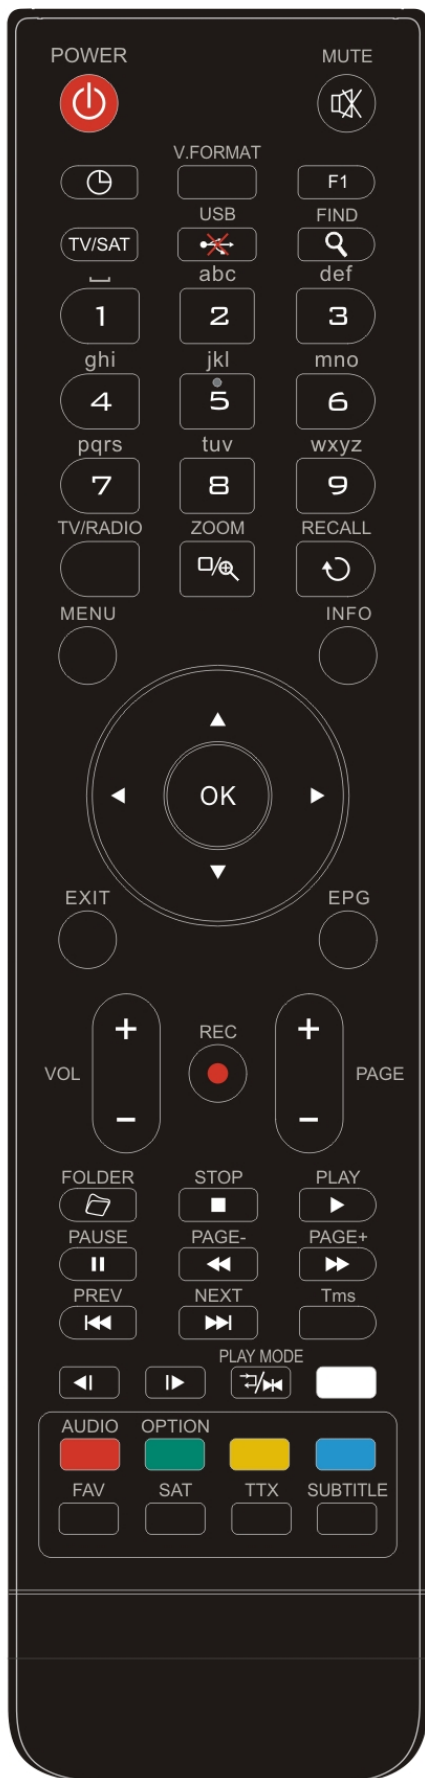 POWER MUTE
V.FORMAT
F1
USB FIND
TV/SAT
abc def
1 2 3
ghi jkl mno
4 5 6
pqrs tuv wxyz
7 8 9
TV/RADIO ZOOM RECALL
MENU INFO
OK
EXIT EPG
+ REC +
VOL PAGE
– –
FOLDER STOP PLAY
PAUSE PAGE- PAGE+
PREV NEXT Tms
PLAY MODE
AUDIO OPTION
FAV SAT TTX SUBTITLE